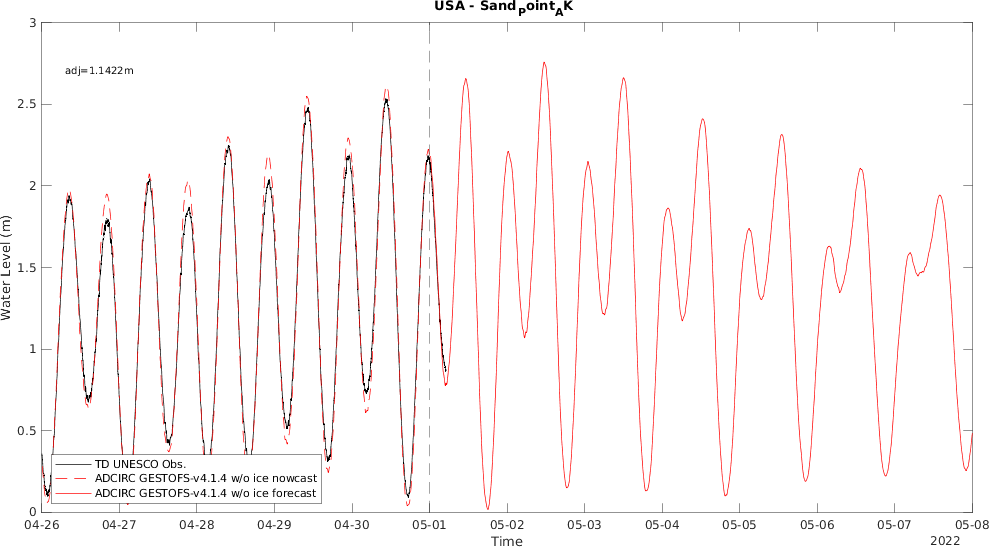 USA - Sand Point AK
3
adj=1.1422m
2.5
2
1.5
1
0.5
0
Water Level (m)
TD UNESCO Obs.
ADCIRC GESTOFS-v4.1.4 w/o ice nowcast
ADCIRC GESTOFS-v4.1.4 w/o ice forecast
04-26 04-27 04-28 04-29 04-30 05-01 05-02 05-03 05-04 05-05 05-06 05-07 05-08
Time
2022